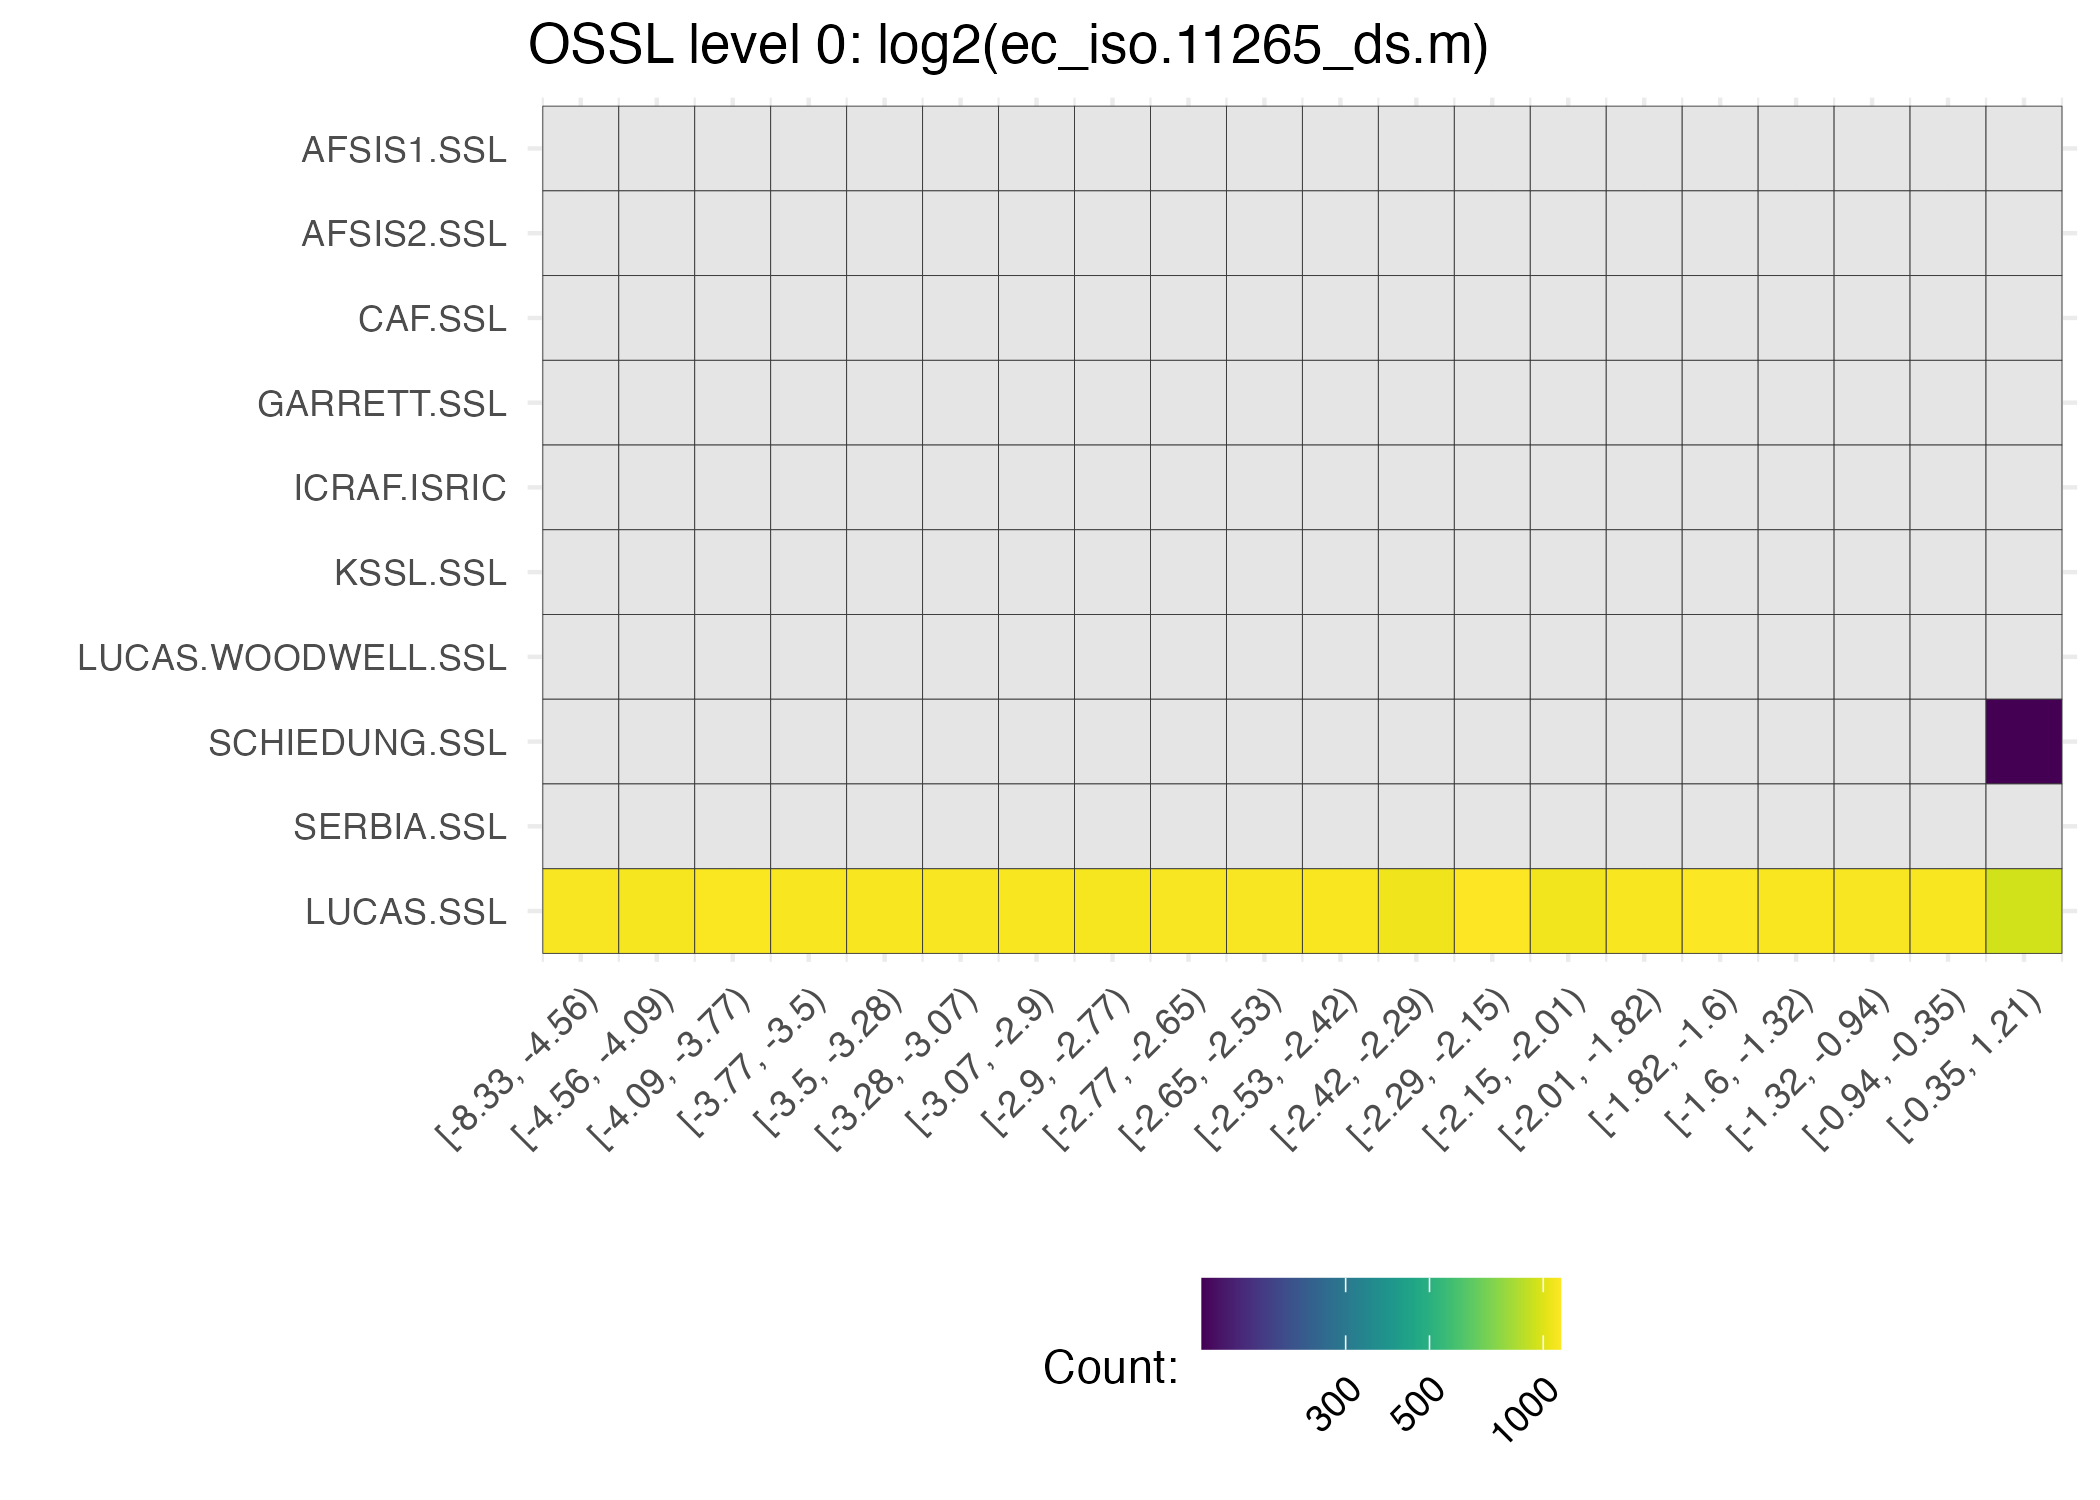 OSSL level 0: log2(ec_iso.11265_ds.m)
AFSIS1.SSL
AFSIS2.SSL
CAF.SSL
GARRETT.SSL
ICRAF.ISRIC
KSSL.SSL
LUCAS.WOODWELL.SSL
SCHIEDUNG.SSL
SERBIA.SSL
LUCAS.SSL
[-8.33, -4.56)
[-4.56, -4.09)
[-4.09, -3.77)
[-3.77, -3.5)
[-3.5, -3.28)
[-3.28, -3.07)
[-3.07, -2.9)
[-2.9, -2.77)
[-2.77, -2.65)
[-2.65, -2.53)
[-2.53, -2.42)
[-2.42, -2.29)
[-2.29, -2.15)
[-2.15, -2.01)
[-2.01, -1.82)
[-1.82, -1.6)
[-1.6, -1.32)
[-1.32, -0.94)
[-0.94, -0.35)
[-0.35, 1.21)
Count:
300
500
1000